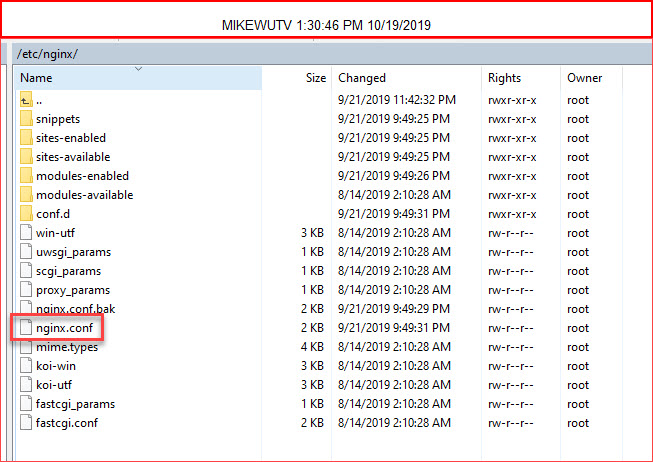 MIKEWUTV 1:30:46 PM 10/19/2019
/etc/nginx/
Name Size Changed Rights Owner
.. 9/21/2019 11:42:32 PM rwxr-xr-x root
snippets 9/21/2019 9:49:25 PM rwxr-xr-x root
sites-enabled 9/21/2019 9:49:25 PM rwxr-xr-x root
sites-available 9/21/2019 9:49:25 PM rwxr-xr-x root
modules-enabled 9/21/2019 9:49:26 PM rwxr-xr-x root
modules-available 8/14/2019 2:10:28 AM rwxr-xr-x root
conf.d 9/21/2019 9:49:31 PM rwxr-xr-x root
win-utf 3 KB 8/14/2019 2:10:28 AM rw-r--r-- root
uwsgi_params 1 KB 8/14/2019 2:10:28 AM rw-r--r-- root
scgi_params 1 KB 8/14/2019 2:10:28 AM rw-r--r-- root
proxy_params 1 KB 8/14/2019 2:10:28 AM rw-r--r-- root
nginx.conf.bak 2 KB 9/21/2019 9:49:29 PM rw-r--r-- root
nginx.conf 2 KB 9/21/2019 9:49:31 PM rw-r--r-- root
mime.types 4 KB 8/14/2019 2:10:28 AM rw-r--r-- root
koi-win 3 KB 8/14/2019 2:10:28 AM rw-r--r-- root
koi-utf 3 KB 8/14/2019 2:10:28 AM rw-r--r-- root
fastcgi_params 1 KB 8/14/2019 2:10:28 AM rw-r--r-- root
fastcgi.conf 2 KB 8/14/2019 2:10:28 AM rw-r--r-- root